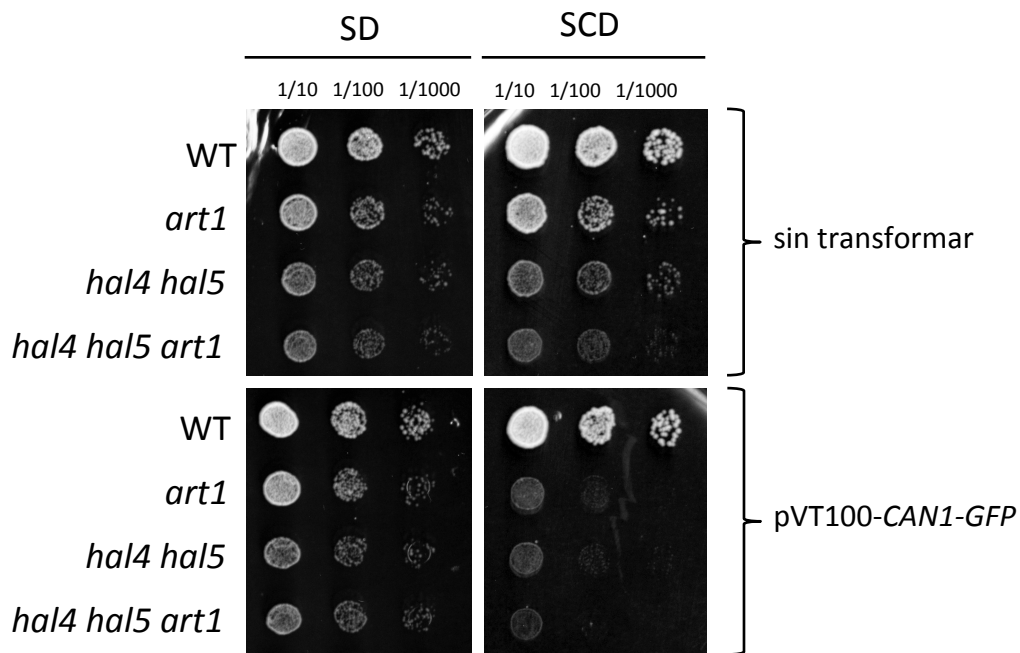 SD SCD
1/10 1/100 1/1000 1/10 1/100 1/1000
WT
art1
hal4 hal5
hal4 hal5 art1
sin transformar
WT
art1
hal4 hal5
hal4 hal5 art1
pVT100-CAN1-GFP